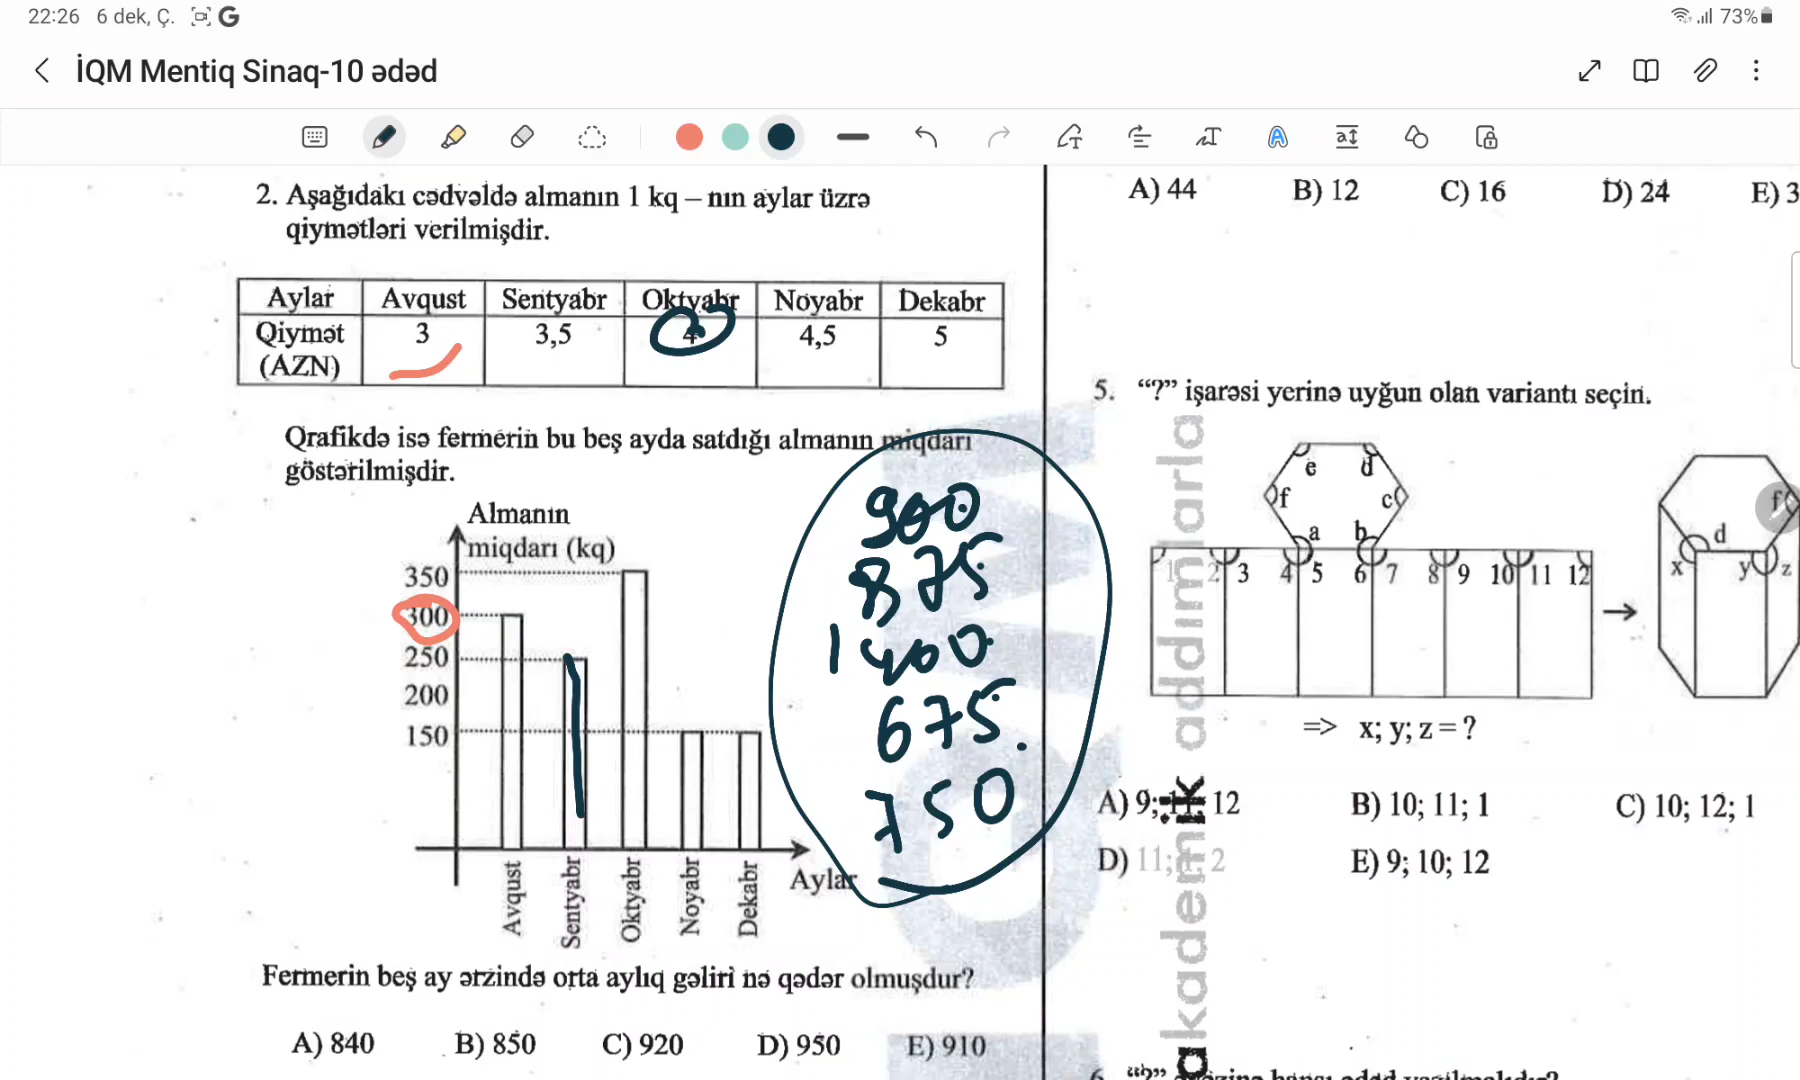 22:26 6 dek, Ç. G 73%
İQM Mentiq Sinaq-10 ədəd
2. Aşağıdakı cədvəldə almanın 1 kq – nın aylar üzrə
qiymətləri verilmişdir.
Aylar Avqust Sentyabr Oktyabr Noyabr Dekabr
Qiymət 3 3,5 4 4,5 5
(AZN)
Qrafikdə isə fermerin bu beş ayda satdığı almanın miqdarı
göstərilmişdir.
Almanın
miqdarı (kq)
350
300
250
200
150
Avqust
Sentyabr
Oktyabr
Noyabr
Dekabr
Aylar
900
875
1400
675
750
Fermerin beş ay ərzində orta aylıq gəliri nə qədər olmuşdur?
A) 840 B) 850 C) 920 D) 950 E) 910
A) 44 B) 12 C) 16 D) 24 E) 3
5. “?” işarəsi yerinə uyğun olan variantı seçin.
e d
f c
a b
1 2 3 4 5 6 7 8 9 10 11 12
f
d
x y z
=> x; y; z = ?
A) 9; 11; 12 B) 10; 11; 1 C) 10; 12; 1
D) 11; 1; 2 E) 9; 10; 12
akademik addımlarla